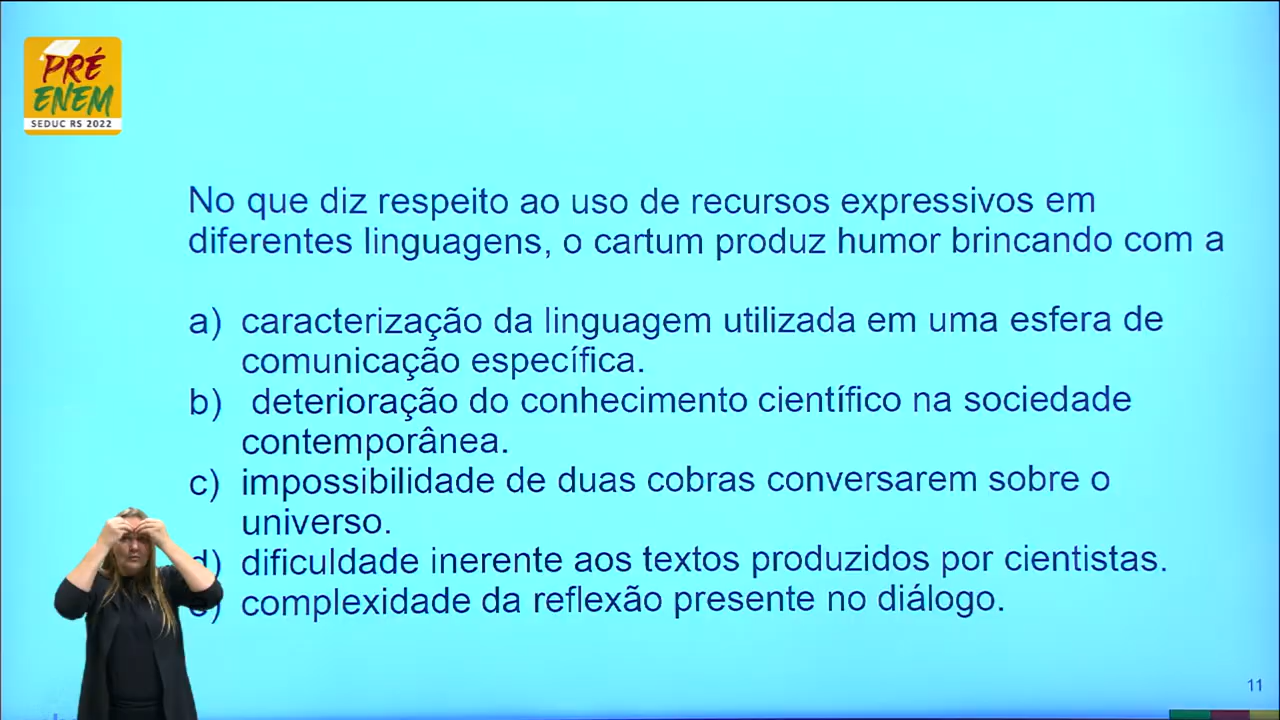 PRÉ
ENEM
SEDUC RS 2022
No que diz respeito ao uso de recursos expressivos em
diferentes linguagens, o cartum produz humor brincando com a
a) caracterização da linguagem utilizada em uma esfera de
comunicação específica.
b) deterioração do conhecimento científico na sociedade
contemporânea.
c) impossibilidade de duas cobras conversarem sobre o
universo.
d) dificuldade inerente aos textos produzidos por cientistas.
e) complexidade da reflexão presente no diálogo.
11